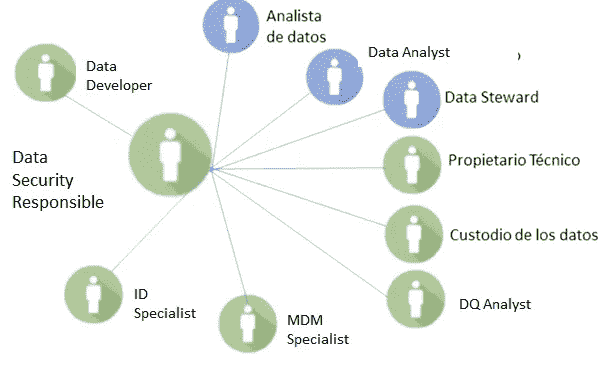 Analista
de datos
Data Analyst
Data
Developer
Data Steward
Data
Security
Responsible
Propietario Técnico
Custodio de los datos
ID
Specialist
MDM
Specialist
DQ Analyst